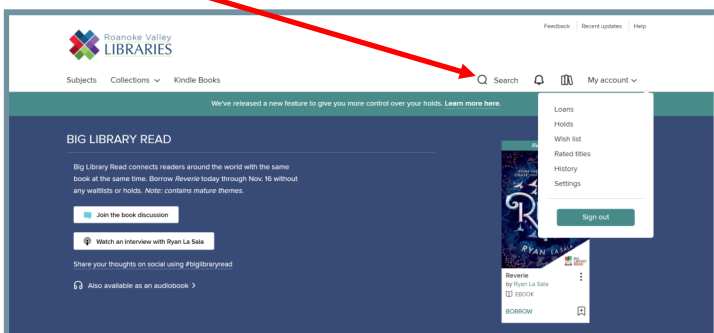 Feedback Recent updates Help
Roanoke Valley
LIBRARIES
Subjects Collections Kindle Books
Search My account
We've released a new feature to give you more control over your holds. Learn more here.
Loans
Holds
Wish list
Rated titles
History
Settings
Sign out
BIG LIBRARY READ
Big Library Read connects readers around the world with the same
book at the same time. Borrow Reverie today through Nov. 16 without
any waitlists or holds. Note: contains mature themes.
Join the book discussion
Watch an interview with Ryan La Sala
Share your thoughts on social using #biglibraryread
Also available as an audiobook >
RYAN LA SALA
BIG
LIBRARY
READ
Reverie
by Ryan La Sala
EBOOK
BORROW